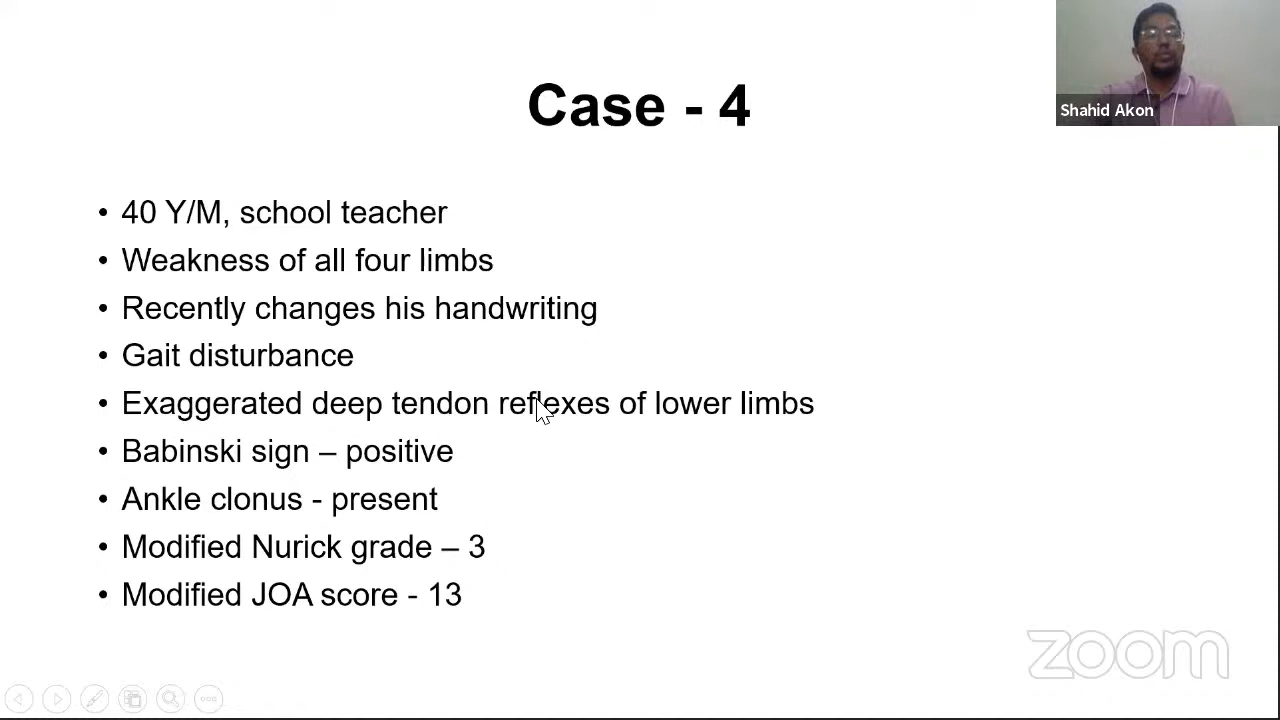 Shahid Akon
Case - 4
• 40 Y/M, school teacher
• Weakness of all four limbs
• Recently changes his handwriting
• Gait disturbance
• Exaggerated deep tendon reflexes of lower limbs
• Babinski sign – positive
• Ankle clonus - present
• Modified Nurick grade – 3
• Modified JOA score - 13
zoom